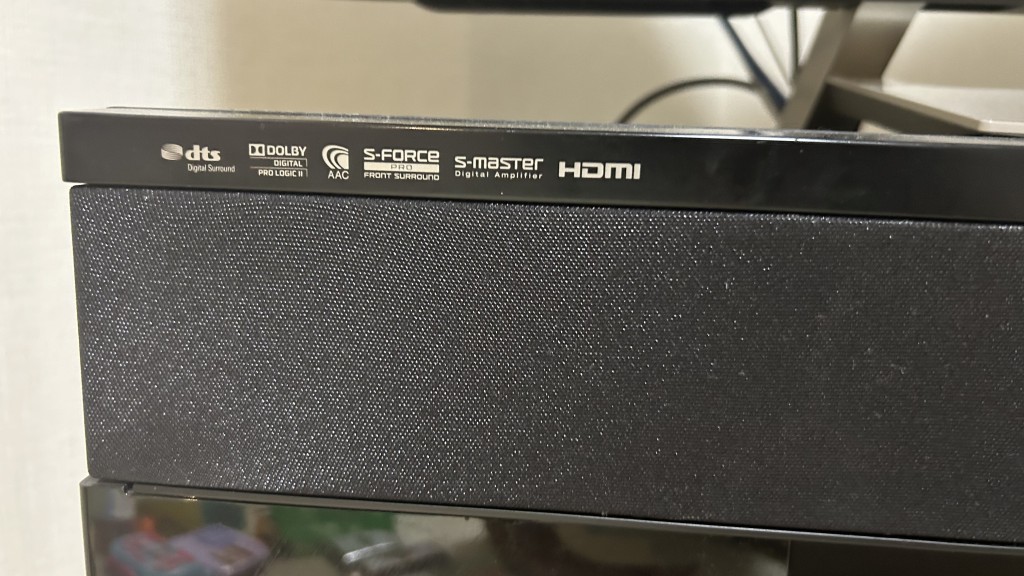 dts
Digital Surround
DOLBY
DIGITAL
PRO LOGIC II
AAC
S-FORCE
PRO
FRONT SURROUND
S-master
Digital Amplifier
HDMI